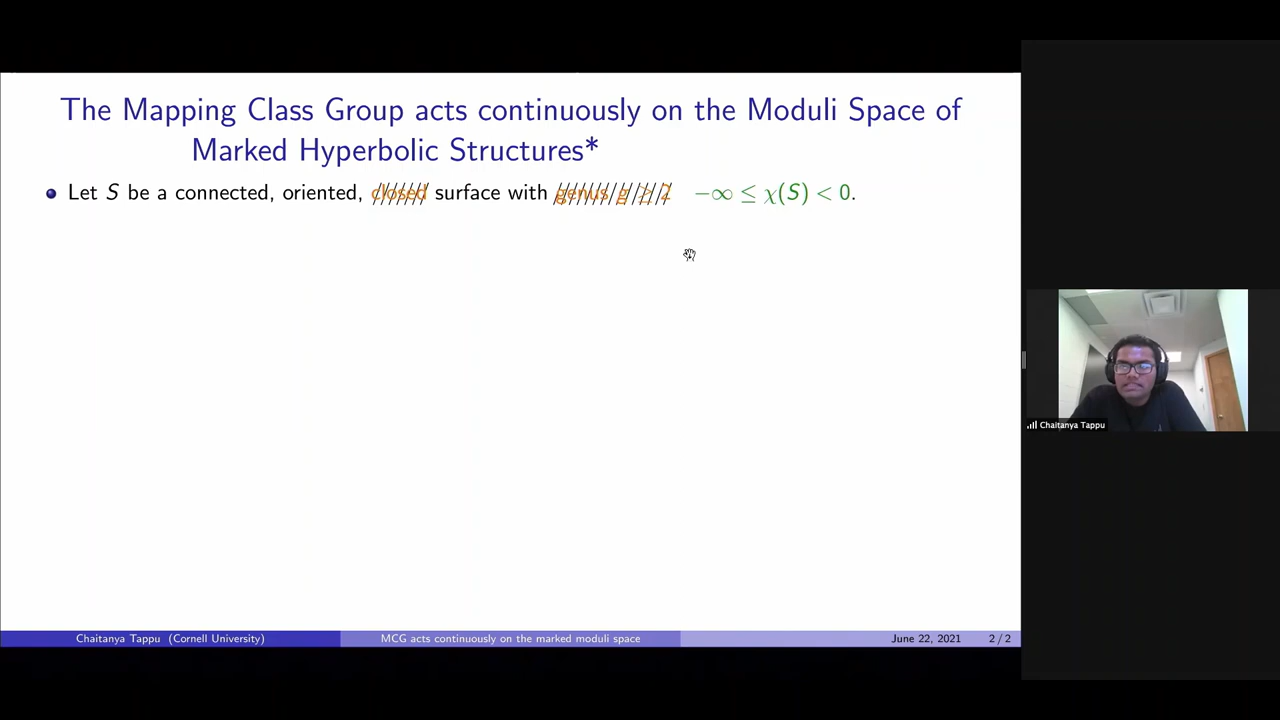 The Mapping Class Group acts continuously on the Moduli Space of
Marked Hyperbolic Structures*
Let S be a connected, oriented, closed surface with genus g ≥ 2 −∞ ≤ χ(S) < 0.
Chaitanya Tappu
Chaitanya Tappu (Cornell University) MCG acts continuously on the marked moduli space June 22, 2021 2 / 2